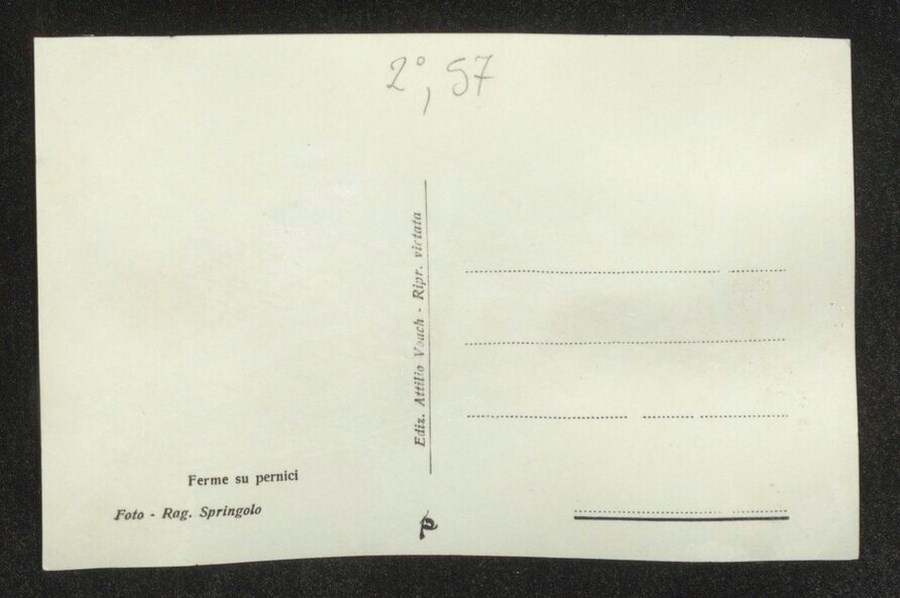 2°, 57
Ediz. Attilio Vouch - Ripr. vietata
Ferme su pernici
Foto - Rag. Springolo